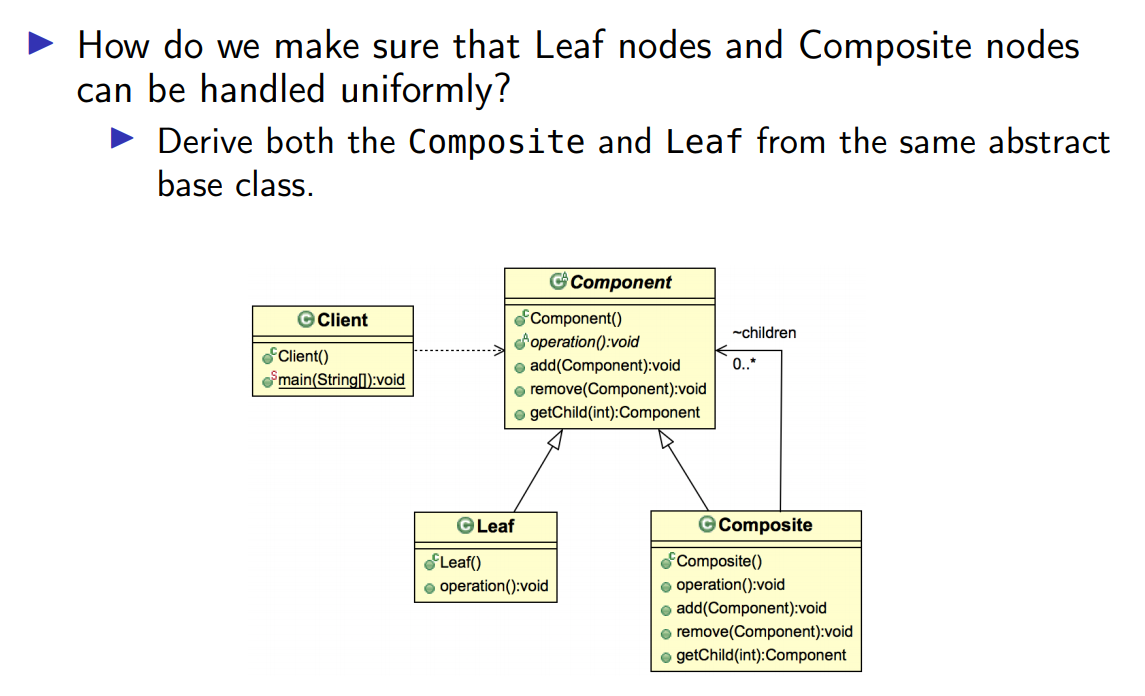 How do we make sure that Leaf nodes and Composite nodes
can be handled uniformly?
Derive both the Composite and Leaf from the same abstract
base class.
C A Component
C Component()
A operation():void
add(Component):void
remove(Component):void
getChild(int):Component
C Client
C Client()
S main(String[]):void
~children
0..*
C Leaf
C Leaf()
operation():void
C Composite
C Composite()
operation():void
add(Component):void
remove(Component):void
getChild(int):Component